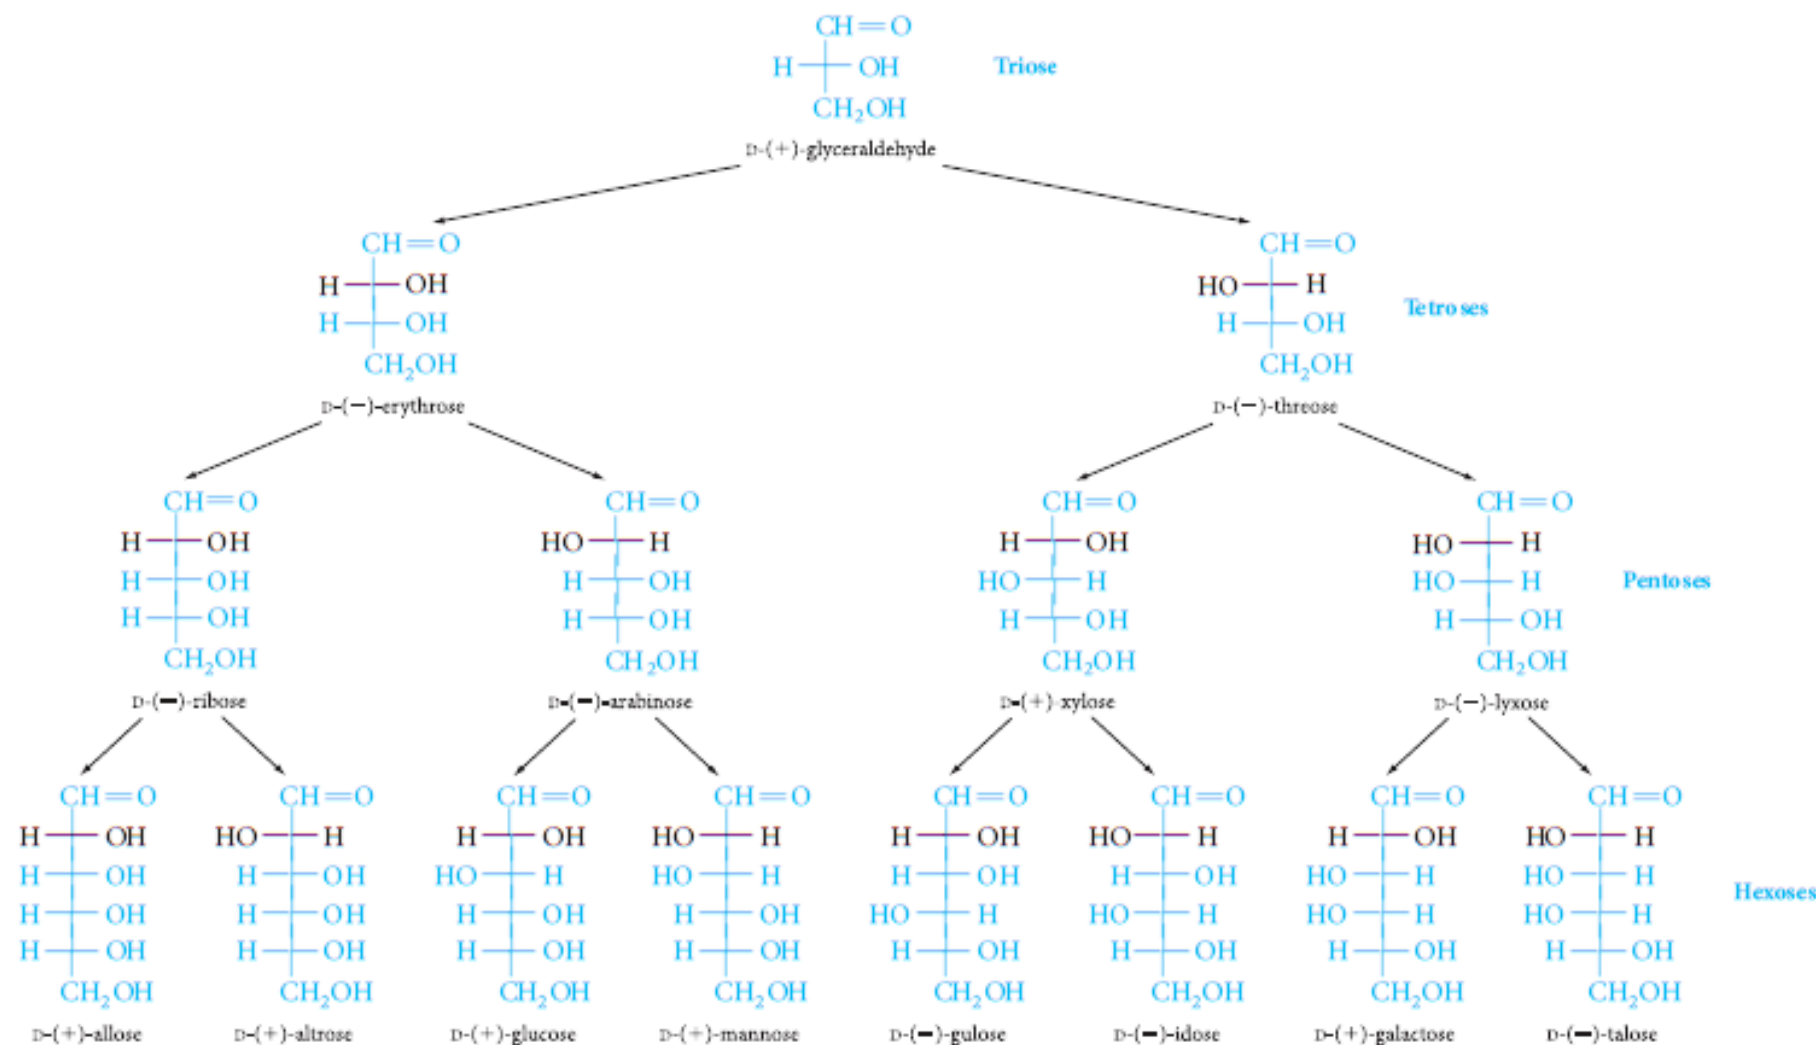 CH=O
H OH Triose
CH₂OH
D-(+)-glyceraldehyde
CH=O CH=O
H OH HO H
H OH H OH Tetroses
CH₂OH CH₂OH
D-(−)-erythrose D-(−)-threose
CH=O CH=O CH=O CH=O
H OH HO H H OH HO H
H OH H OH HO H HO H Pentoses
H OH H OH H OH H OH
CH₂OH CH₂OH CH₂OH CH₂OH
D-(−)-ribose D-(−)-arabinose D-(+)-xylose D-(−)-lyxose
CH=O CH=O CH=O CH=O CH=O CH=O CH=O CH=O
H OH HO H H OH HO H H OH HO H H OH HO H
H OH H OH HO H HO H H OH H OH HO H HO H Hexoses
H OH H OH H OH H OH HO H HO H HO H HO H
H OH H OH H OH H OH H OH H OH H OH H OH
CH₂OH CH₂OH CH₂OH CH₂OH CH₂OH CH₂OH CH₂OH CH₂OH
D-(+)-allose D-(+)-altrose D-(+)-glucose D-(+)-mannose D-(−)-gulose D-(−)-idose D-(+)-galactose D-(−)-talose